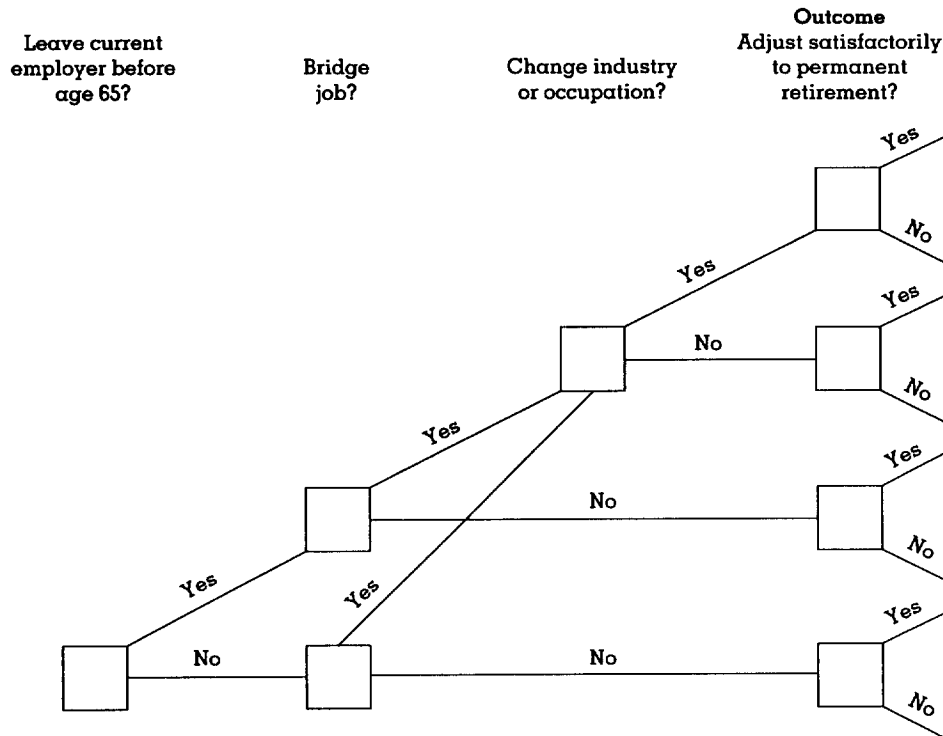 Leave current
employer before
age 65?
Bridge
job?
Change industry
or occupation?
Outcome
Adjust satisfactorily
to permanent
retirement?
Yes
No
Yes
Yes
No
No
Yes
Yes
No
No
Yes
Yes
No
Yes
No
No
No